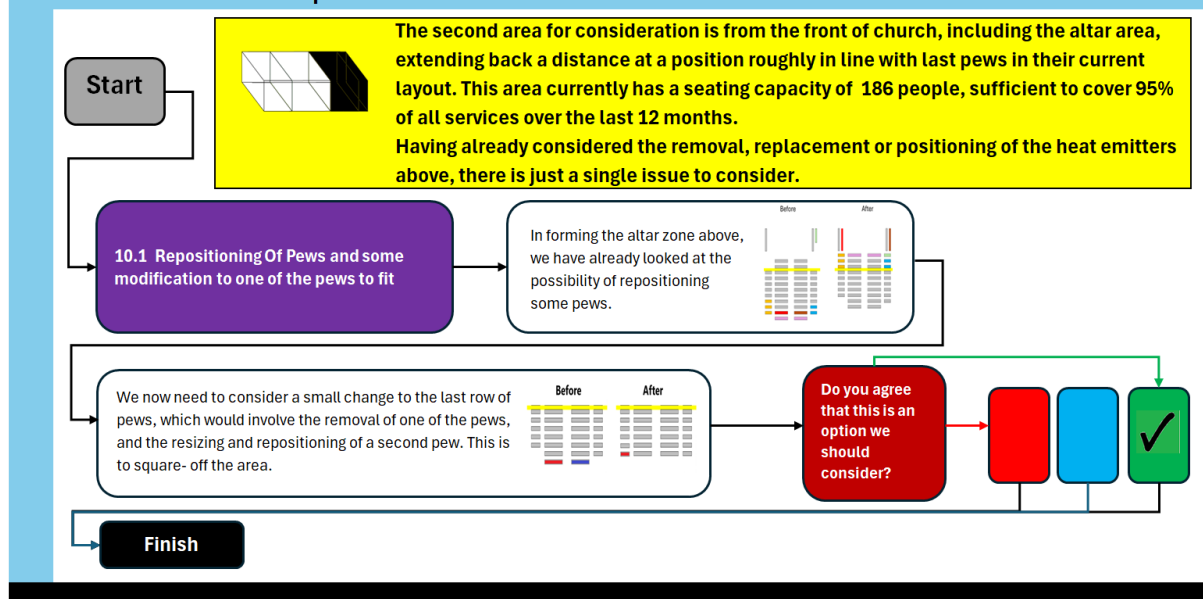 The second area for consideration is from the front of church, including the altar area,
extending back a distance at a position roughly in line with last pews in their current
layout. This area currently has a seating capacity of 186 people, sufficient to cover 95%
of all services over the last 12 months.
Having already considered the removal, replacement or positioning of the heat emitters
above, there is just a single issue to consider.
Start
10.1 Repositioning Of Pews and some
modification to one of the pews to fit
In forming the altar zone above,
we have already looked at the
possibility of repositioning
some pews.
Before
After
We now need to consider a small change to the last row of
pews, which would involve the removal of one of the pews,
and the resizing and repositioning of a second pew. This is
to square- off the area.
Before
After
Do you agree
that this is an
option we
should
consider?
Finish